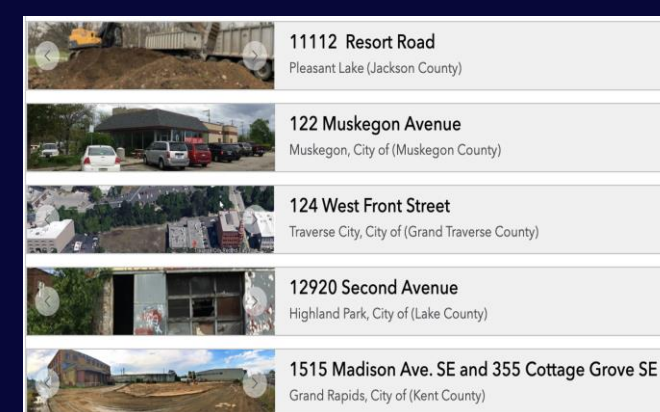 11112 Resort Road
Pleasant Lake (Jackson County)
122 Muskegon Avenue
Muskegon, City of (Muskegon County)
124 West Front Street
Traverse City, City of (Grand Traverse County)
12920 Second Avenue
Highland Park, City of (Lake County)
1515 Madison Ave. SE and 355 Cottage Grove SE
Grand Rapids, City of (Kent County)